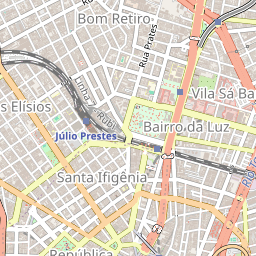 Bom Retiro
Rua Prates
Vila Sá Ba
s Elísios
Linha 7 Rubi
Bairro da Luz
Júlio Prestes
Santa Ifigênia
República